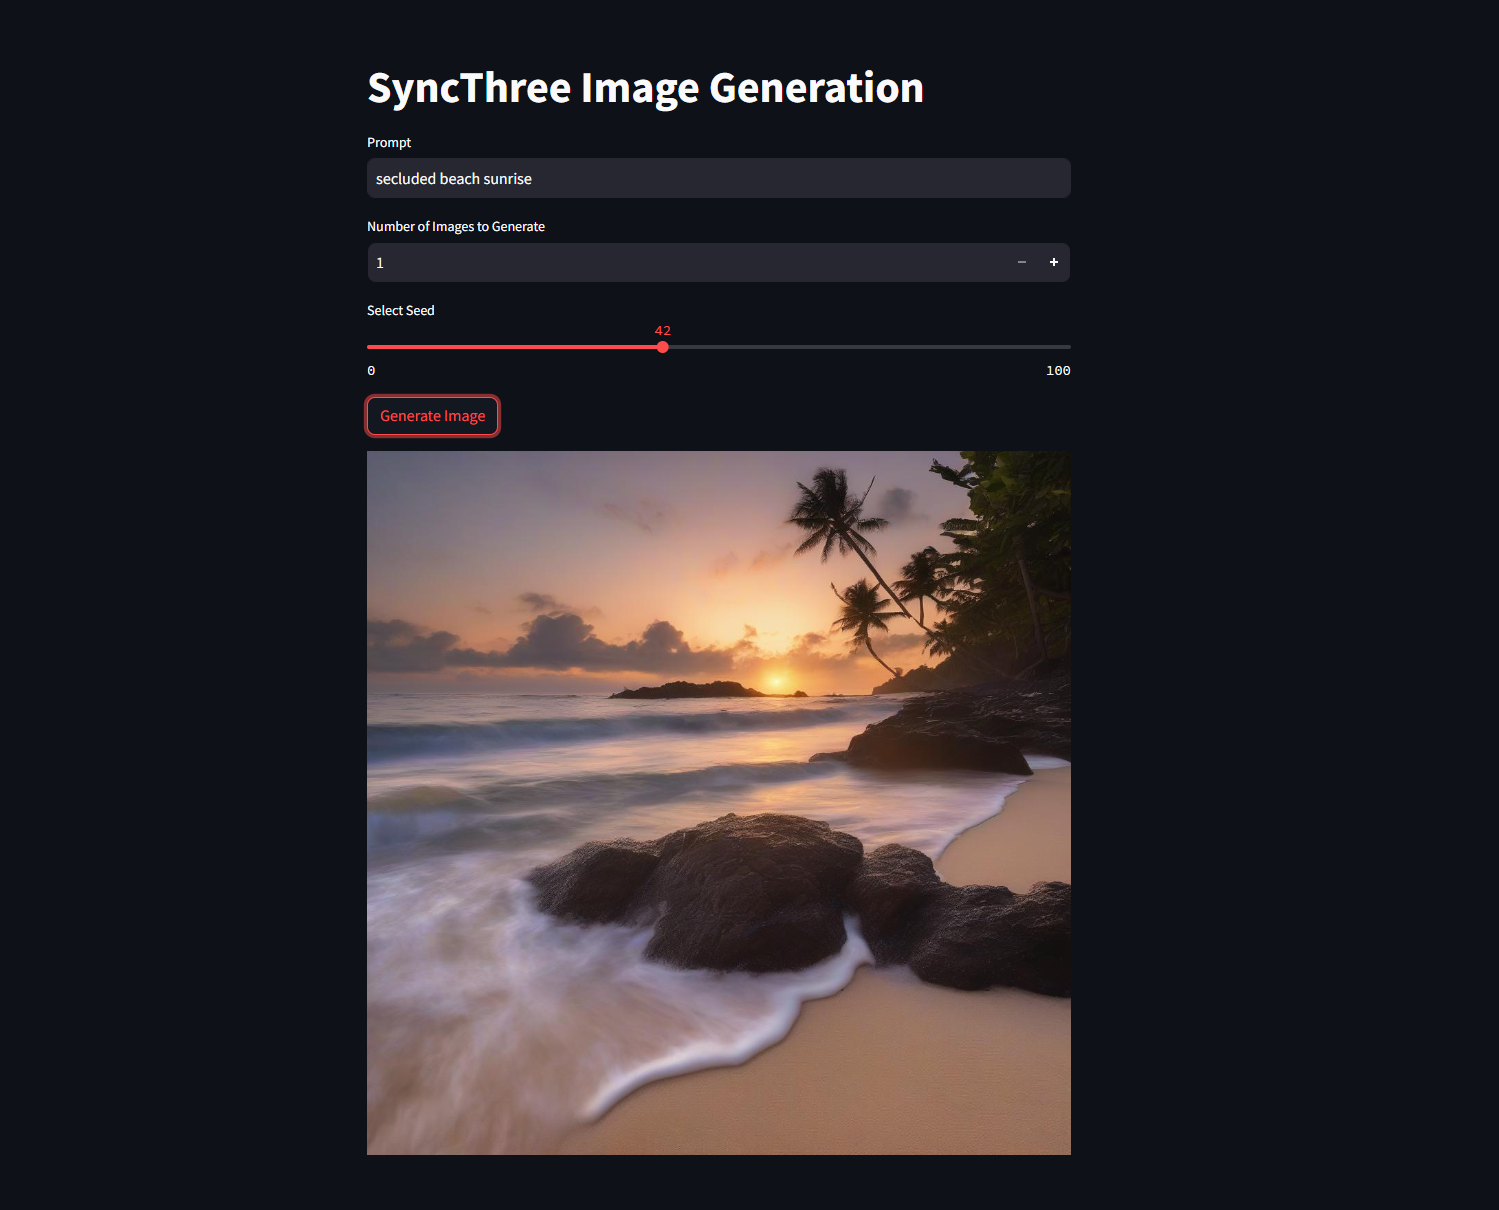 SyncThree Image Generation
Prompt
secluded beach sunrise
Number of Images to Generate
1
Select Seed
42
0
100
Generate Image